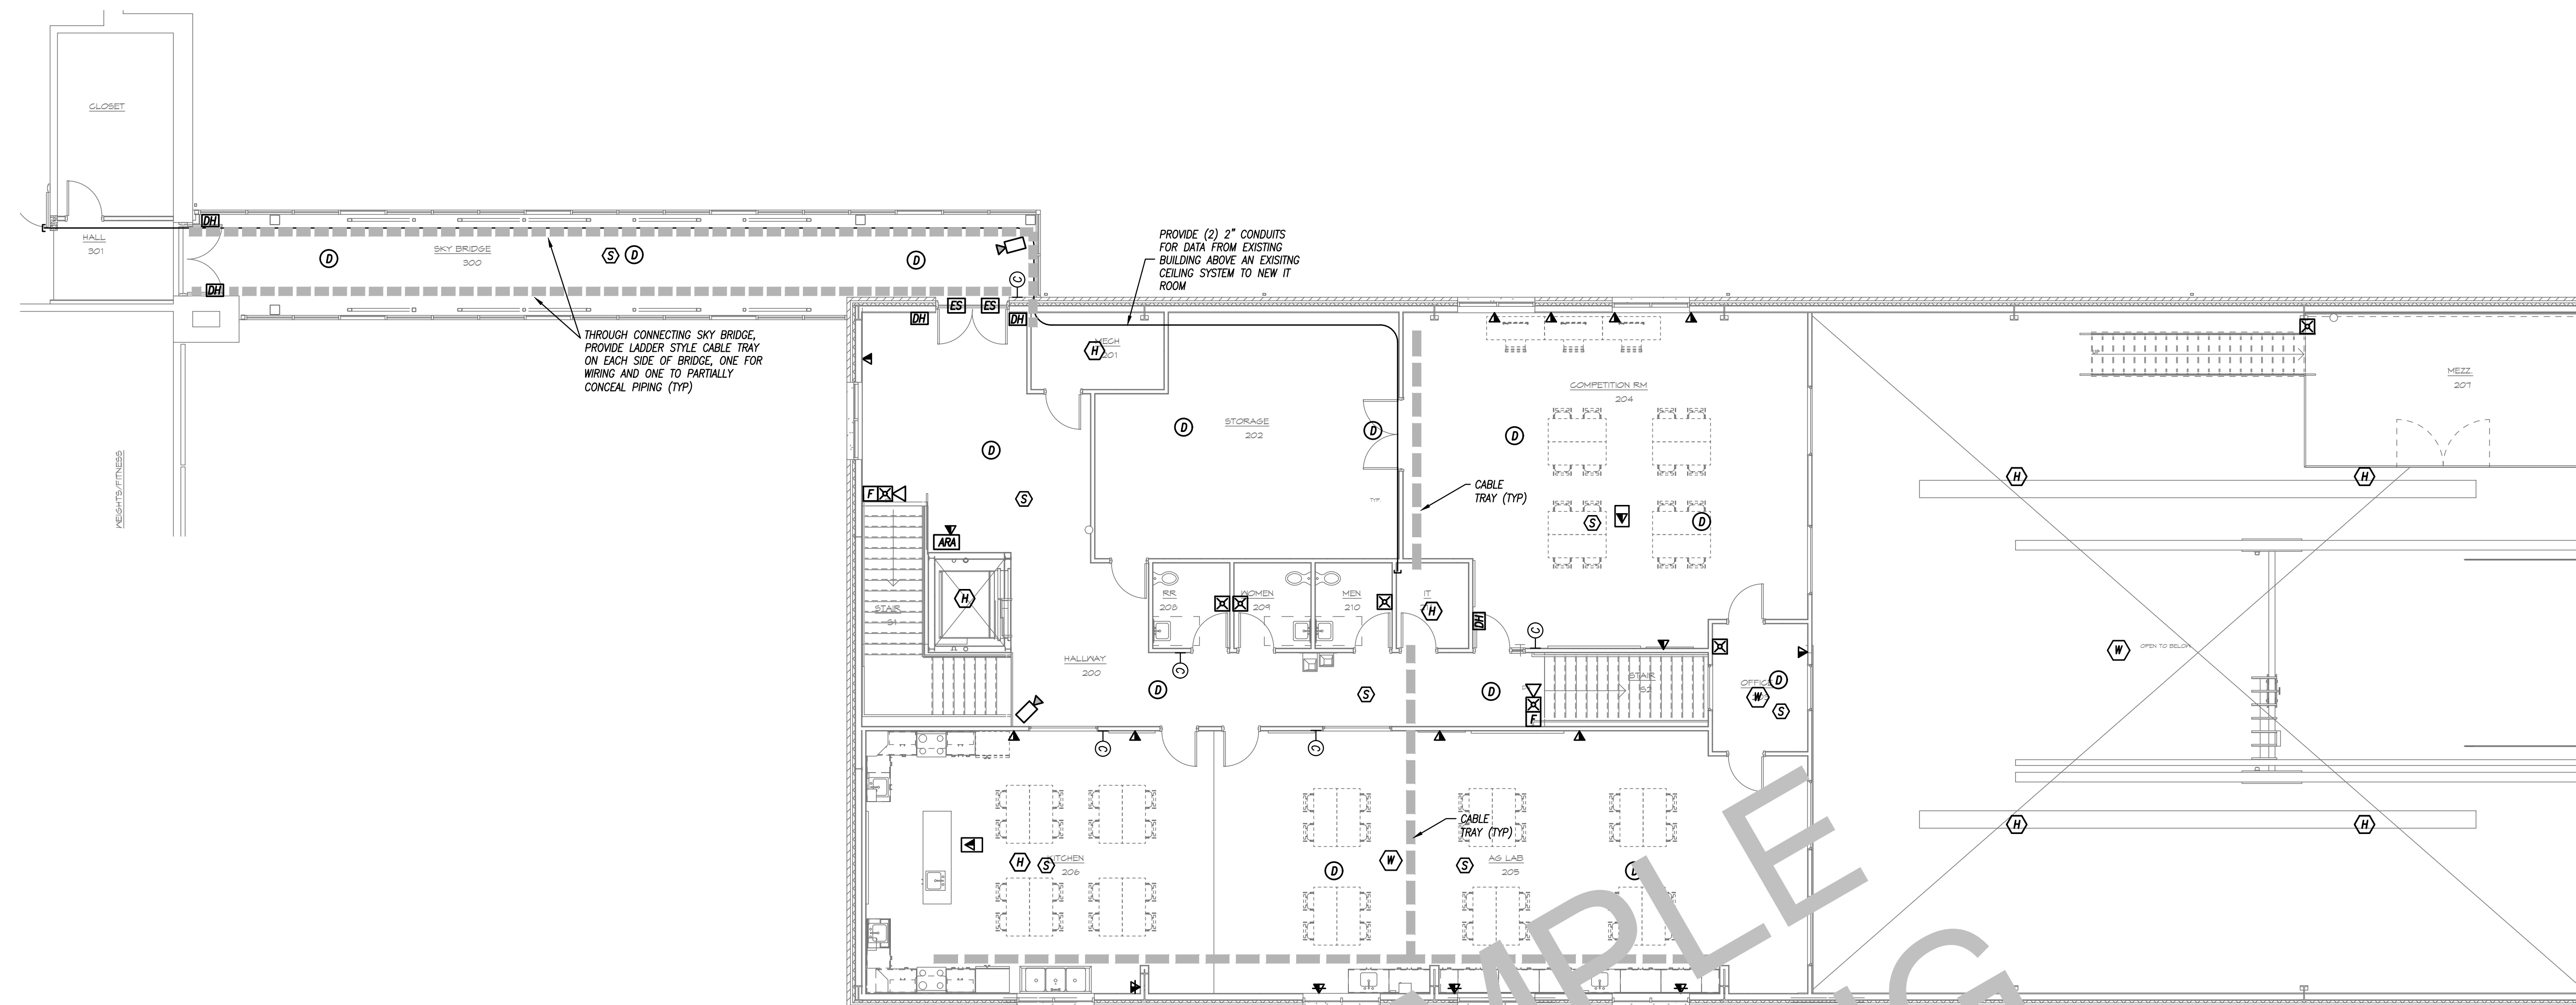 CLOSET
HALL
301
DH
DH
SKY BRIDGE
300
D
S
D
D
C
PROVIDE (2) 2" CONDUITS
FOR DATA FROM EXISTING
BUILDING ABOVE AN EXISITNG
CEILING SYSTEM TO NEW IT
ROOM
THROUGH CONNECTING SKY BRIDGE,
PROVIDE LADDER STYLE CABLE TRAY
ON EACH SIDE OF BRIDGE, ONE FOR
WIRING AND ONE TO PARTIALLY
CONCEAL PIPING (TYP)
WEIGHTS/FITNESS
DH
ES
ES
DH
MECH
201
H
D
S
F
ARA
H
STAIR
S1
STORAGE
202
D
D
TYP
COMPETITION RM
204
D
S
D
CABLE
TRAY (TYP)
MEZZ.
207
H
H
RR
208
WOMEN
209
MEN
210
IT
H
DH
C
C
HALLWAY
200
D
S
D
STAIR
S2
F
OFFICE
D
W
S
W
OPEN TO BELOW
C
C
KITCHEN
206
H
S
D
W
CABLE
TRAY (TYP)
S
AG LAB
205
D
H
H
MPLE
G